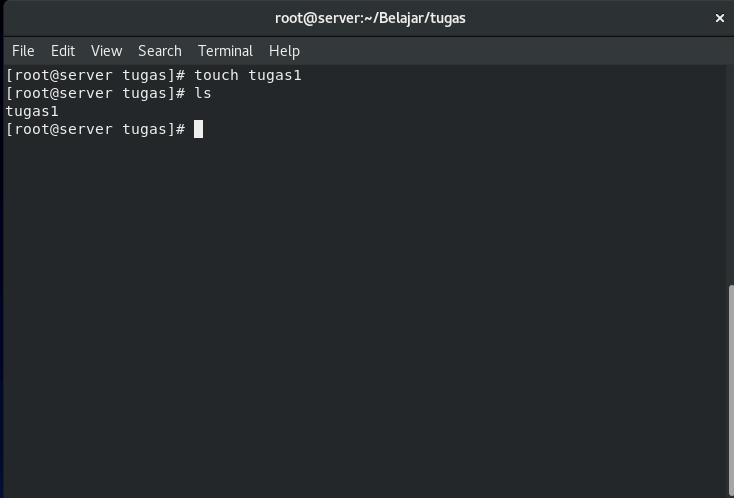 root@server:~/Belajar/tugas ×
File Edit View Search Terminal Help
[root@server tugas]# touch tugas1
[root@server tugas]# ls
tugas1
[root@server tugas]#